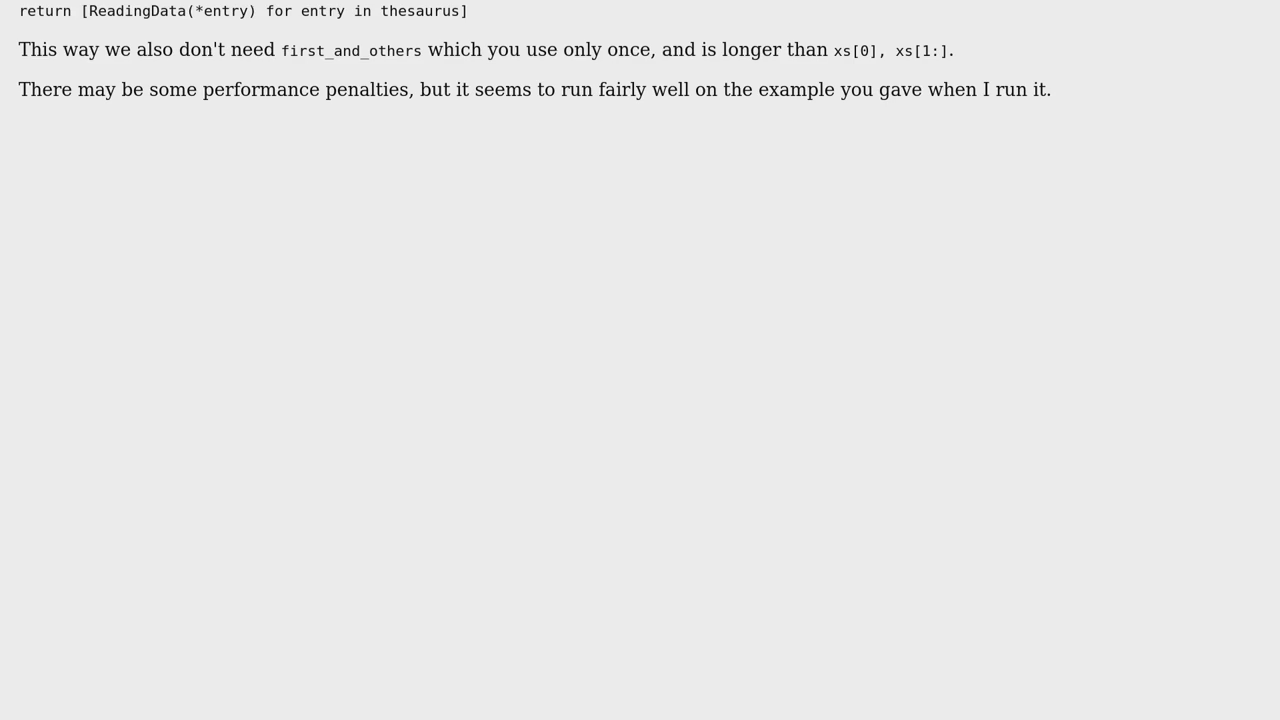 return [ReadingData(*entry) for entry in thesaurus]
This way we also don't need first_and_others which you use only once, and is longer than xs[0], xs[1:].
There may be some performance penalties, but it seems to run fairly well on the example you gave when I run it.